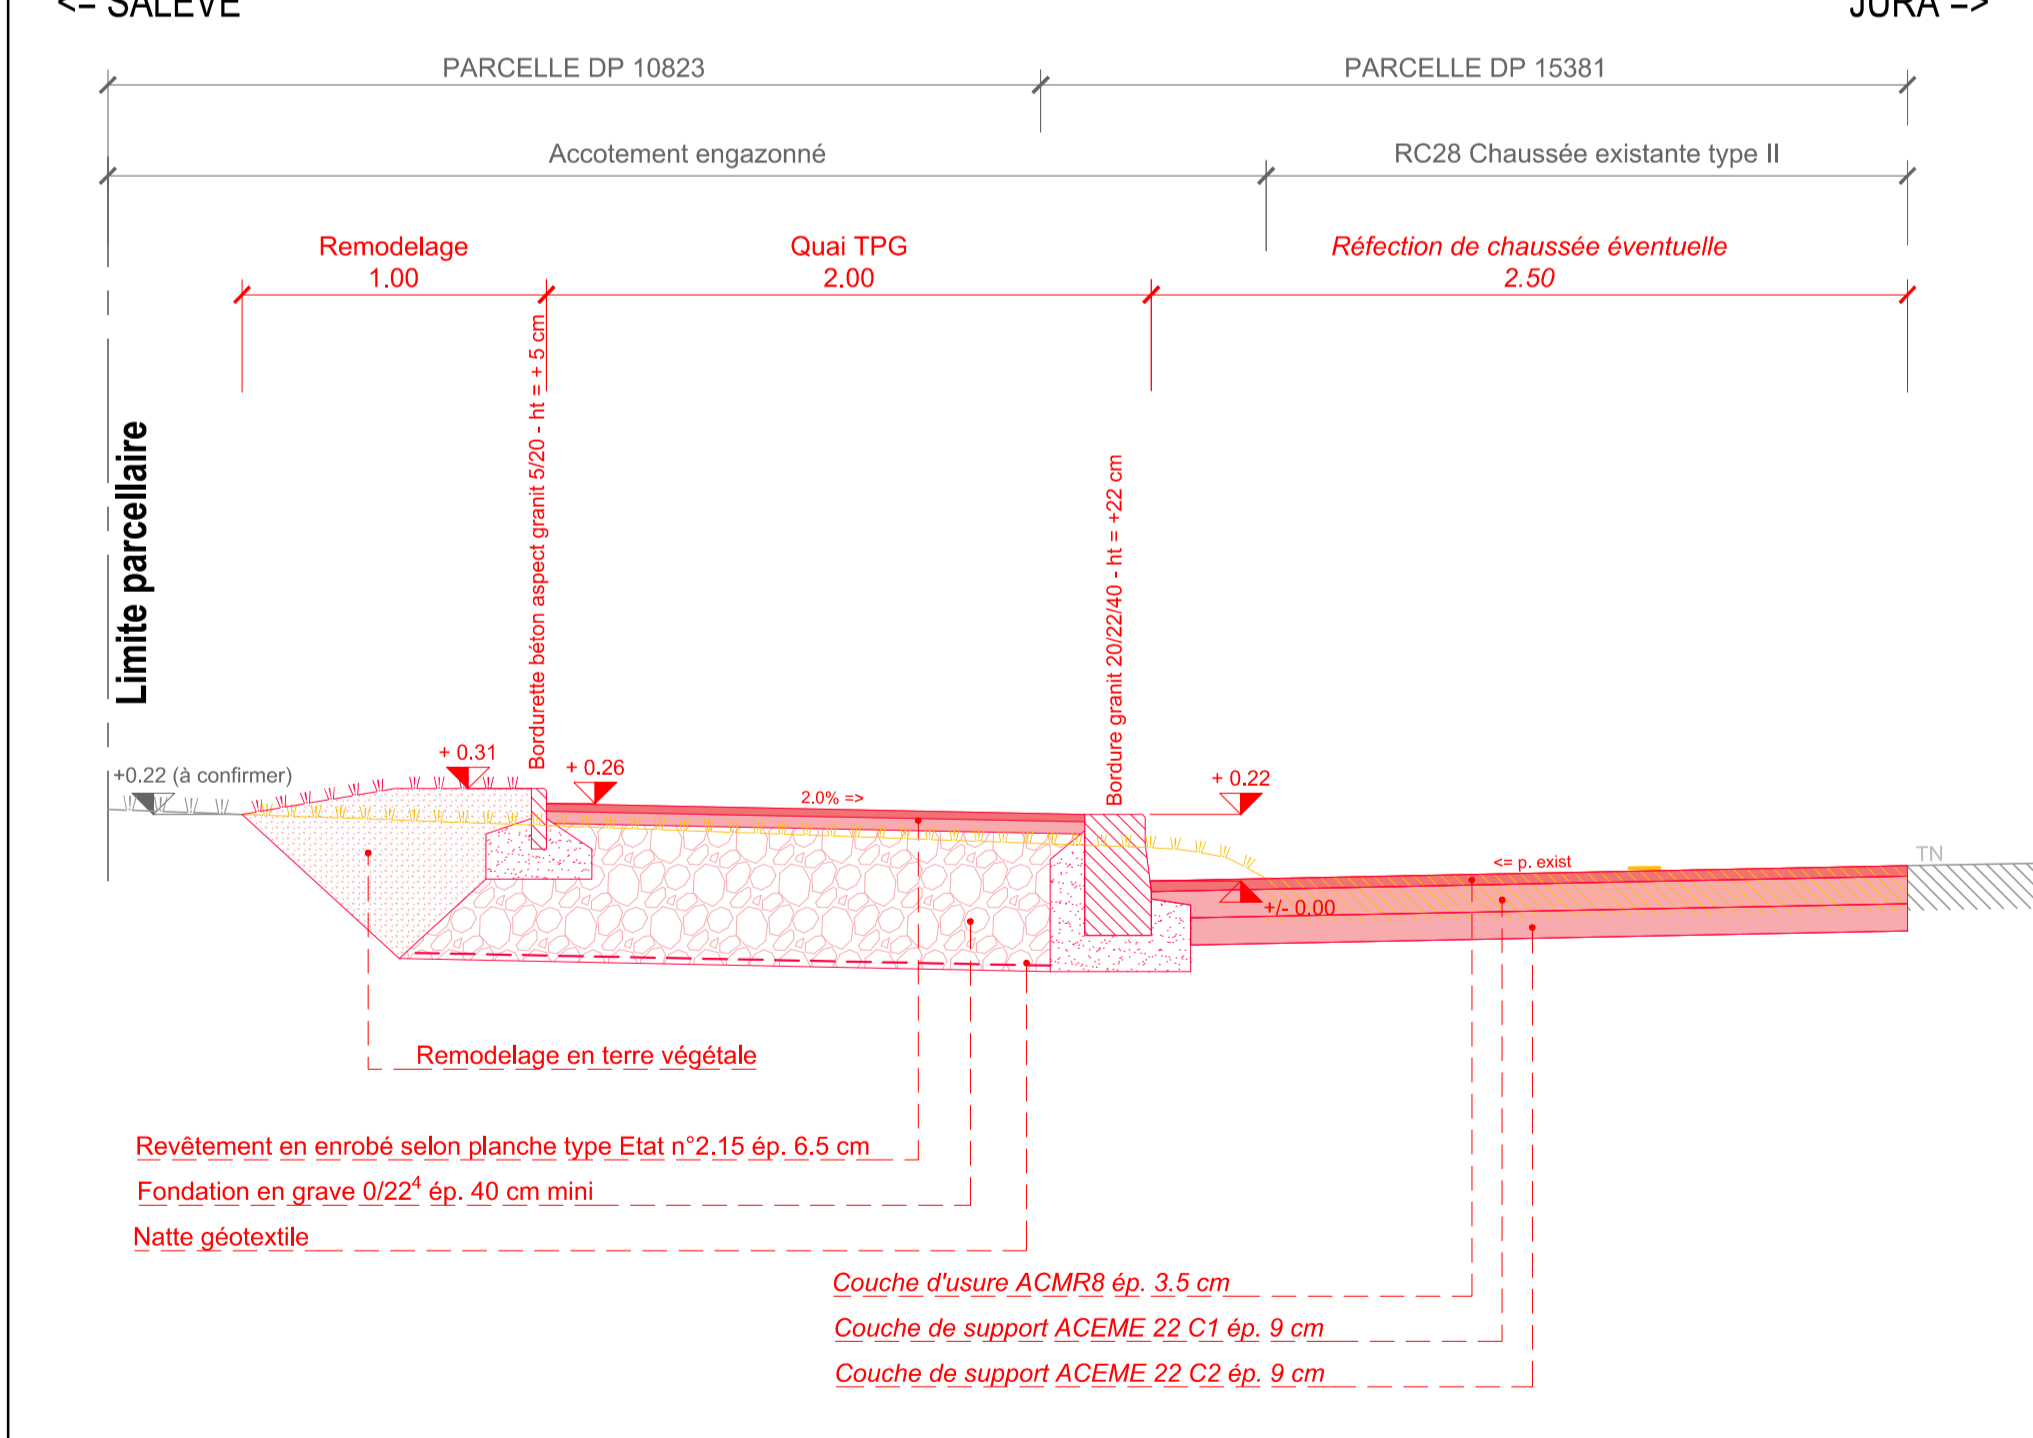 <= SALEVE
JURA =>
PARCELLE DP 10823
PARCELLE DP 15381
Accotement engazonné
RC28 Chaussée existante type II
Remodelage
1.00
Quai TPG
2.00
Réfection de chaussée éventuelle
2.50
Limite parcellaire
Bordurette béton aspect granit 5/20 - ht = + 5 cm
Bordure granit 20/22/40 - ht = +22 cm
+0.22 (à confirmer)
+ 0.31
+ 0.26
2.0% =>
+ 0.22
<= p. exist
TN
+/- 0.00
Remodelage en terre végétale
Revêtement en enrobé selon planche type Etat n°2.15 ép. 6.5 cm
Fondation en grave 0/22⁴ ép. 40 cm mini
Natte géotextile
Couche d'usure ACMR8 ép. 3.5 cm
Couche de support ACEME 22 C1 ép. 9 cm
Couche de support ACEME 22 C2 ép. 9 cm